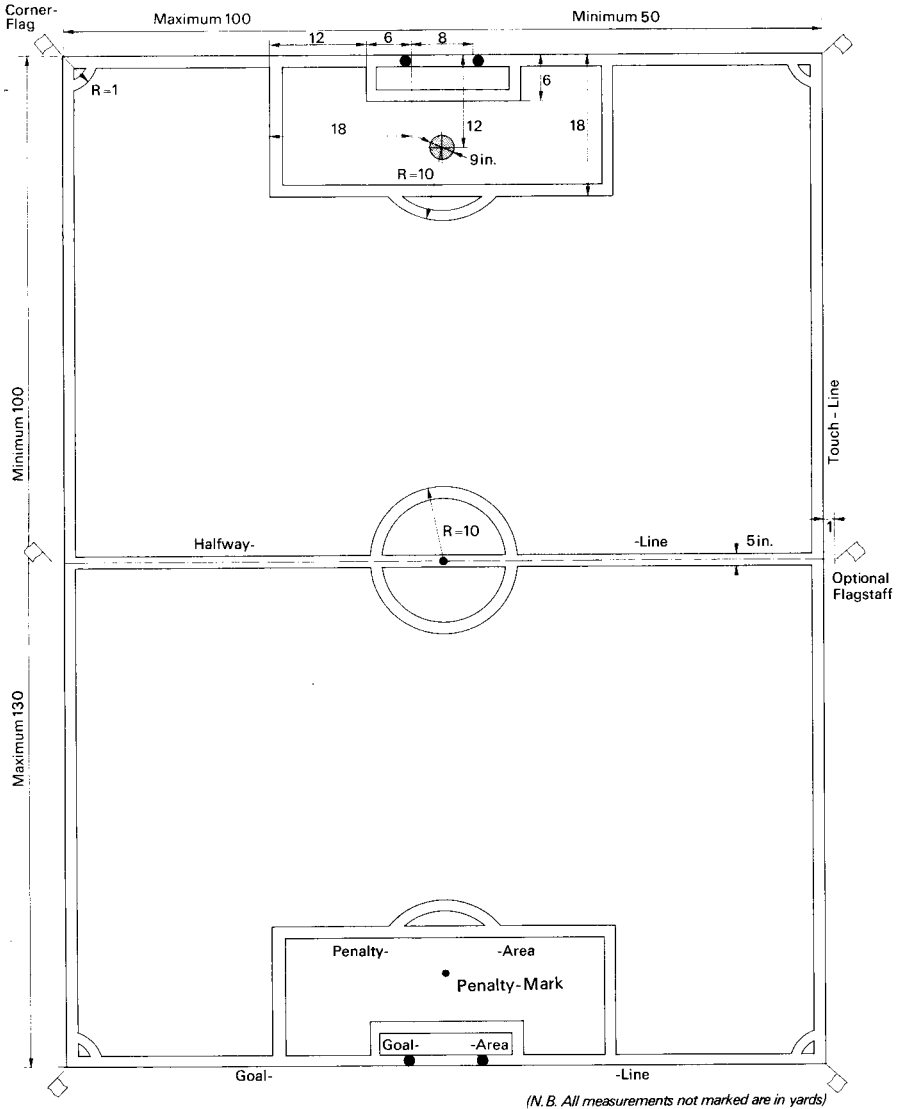 Corner-
Flag
Maximum 100
Minimum 50
12
6
8
R=1
6
12
18
18
9in.
R=10
Minimum 100
Touch - Line
R=10
Halfway-
-Line
5in.
1
Optional
Flagstaff
Maximum 130
Penalty-
-Area
Penalty-Mark
Goal-
-Area
Goal-
-Line
(N.B. All measurements not marked are in yards)